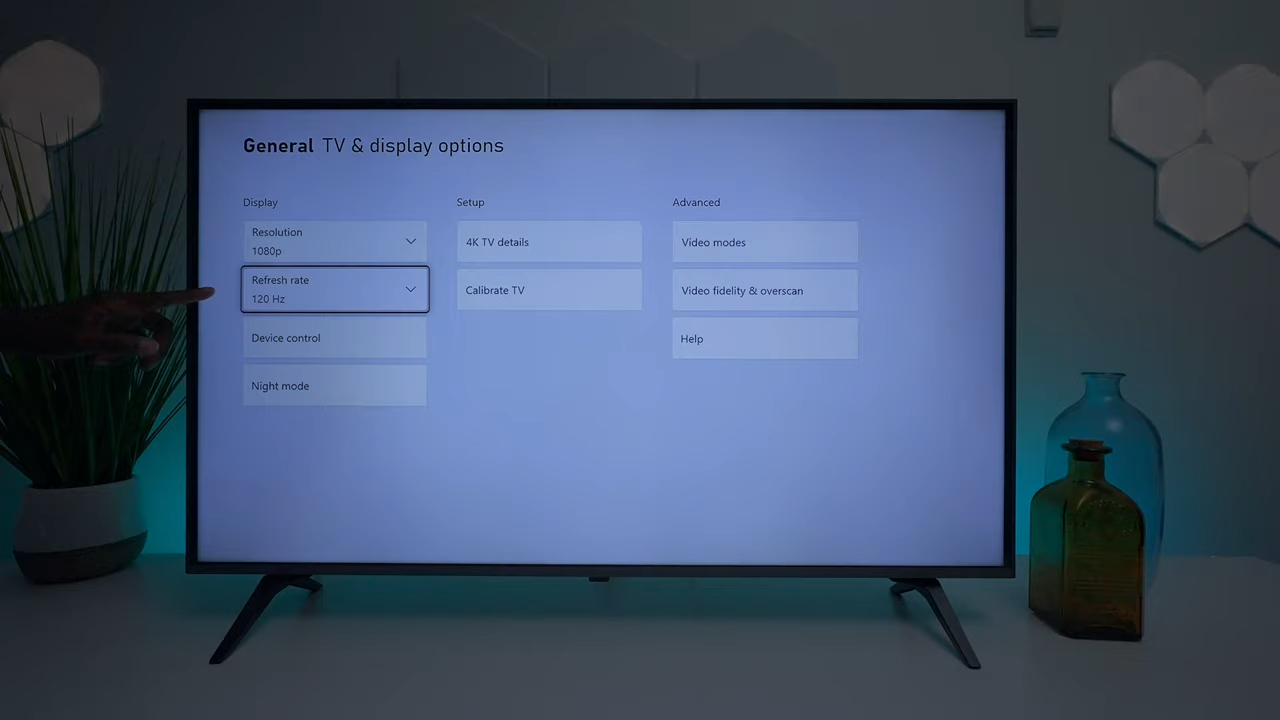 General TV & display options
Display
Resolution
1080p
Refresh rate
120 Hz
Device control
Night mode
Setup
4K TV details
Calibrate TV
Advanced
Video modes
Video fidelity & overscan
Help